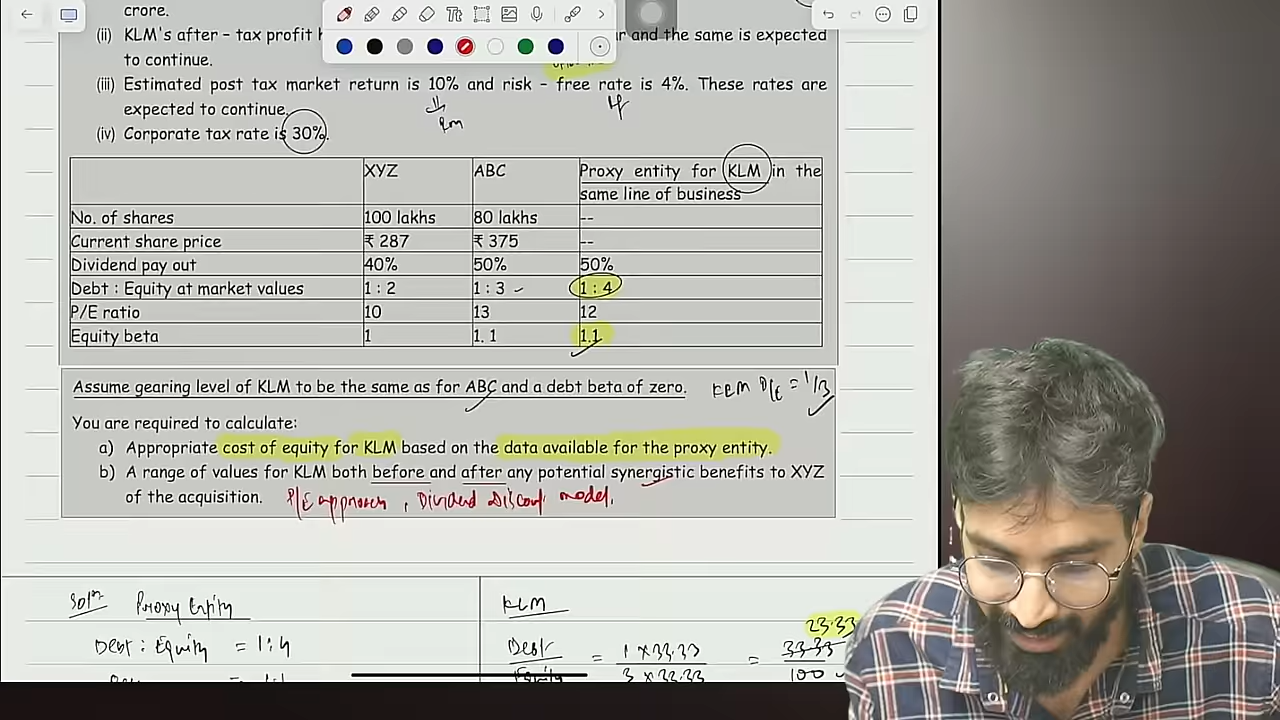 crore.
(ii) KLM's after - tax profit r and the same is expected
to continue.
(iii) Estimated post tax market return is 10% and risk - free rate is 4%. These rates are
expected to continue.
Rm
rf
(iv) Corporate tax rate is 30%.
XYZ ABC Proxy entity for KLM in the
same line of business
No. of shares 100 lakhs 80 lakhs --
Current share price ₹ 287 ₹ 375 --
Dividend pay out 40% 50% 50%
Debt : Equity at market values 1 : 2 1 : 3 1 : 4
P/E ratio 10 13 12
Equity beta 1 1. 1 1.1
Assume gearing level of KLM to be the same as for ABC and a debt beta of zero. KLM D/E = 1/3
You are required to calculate:
a) Appropriate cost of equity for KLM based on the data available for the proxy entity.
b) A range of values for KLM both before and after any potential synergistic benefits to XYZ
of the acquisition. P/E approach, Dividend Discount model.
Soln Proxy Entity KLM
23.33
Debt : Equity = 1:4 Debt = 1 x 33.33 = 33.33
Equity 3 x 33.33 100